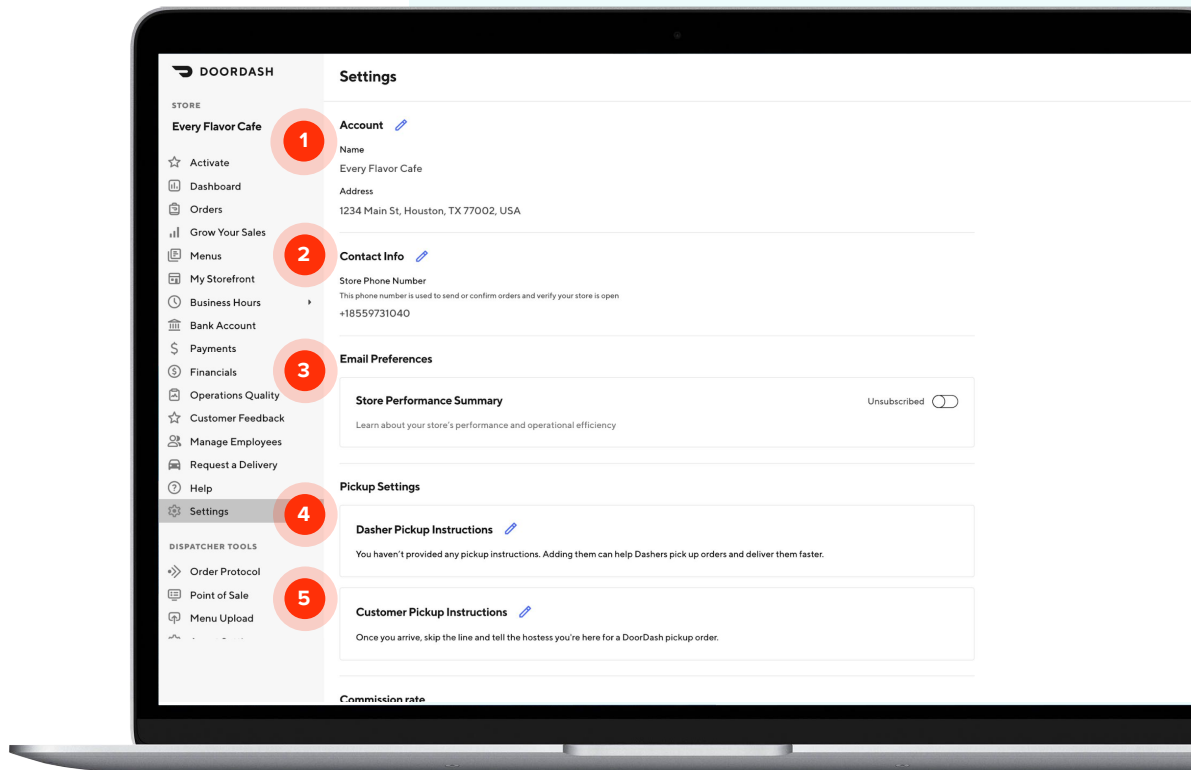 DOORDASH
STORE
Every Flavor Cafe
Activate
Dashboard
Orders
Grow Your Sales
Menus
My Storefront
Business Hours
Bank Account
Payments
Financials
Operations Quality
Customer Feedback
Manage Employees
Request a Delivery
Help
Settings
DISPATCHER TOOLS
Order Protocol
Point of Sale
Menu Upload
Settings
1
Account
Name
Every Flavor Cafe
Address
1234 Main St, Houston, TX 77002, USA
2
Contact Info
Store Phone Number
This phone number is used to send or confirm orders and verify your store is open
+18559731040
3
Email Preferences
Store Performance Summary
Unsubscribed
Learn about your store's performance and operational efficiency
Pickup Settings
4
Dasher Pickup Instructions
You haven't provided any pickup instructions. Adding them can help Dashers pick up orders and deliver them faster.
5
Customer Pickup Instructions
Once you arrive, skip the line and tell the hostess you're here for a DoorDash pickup order.
Commission rate